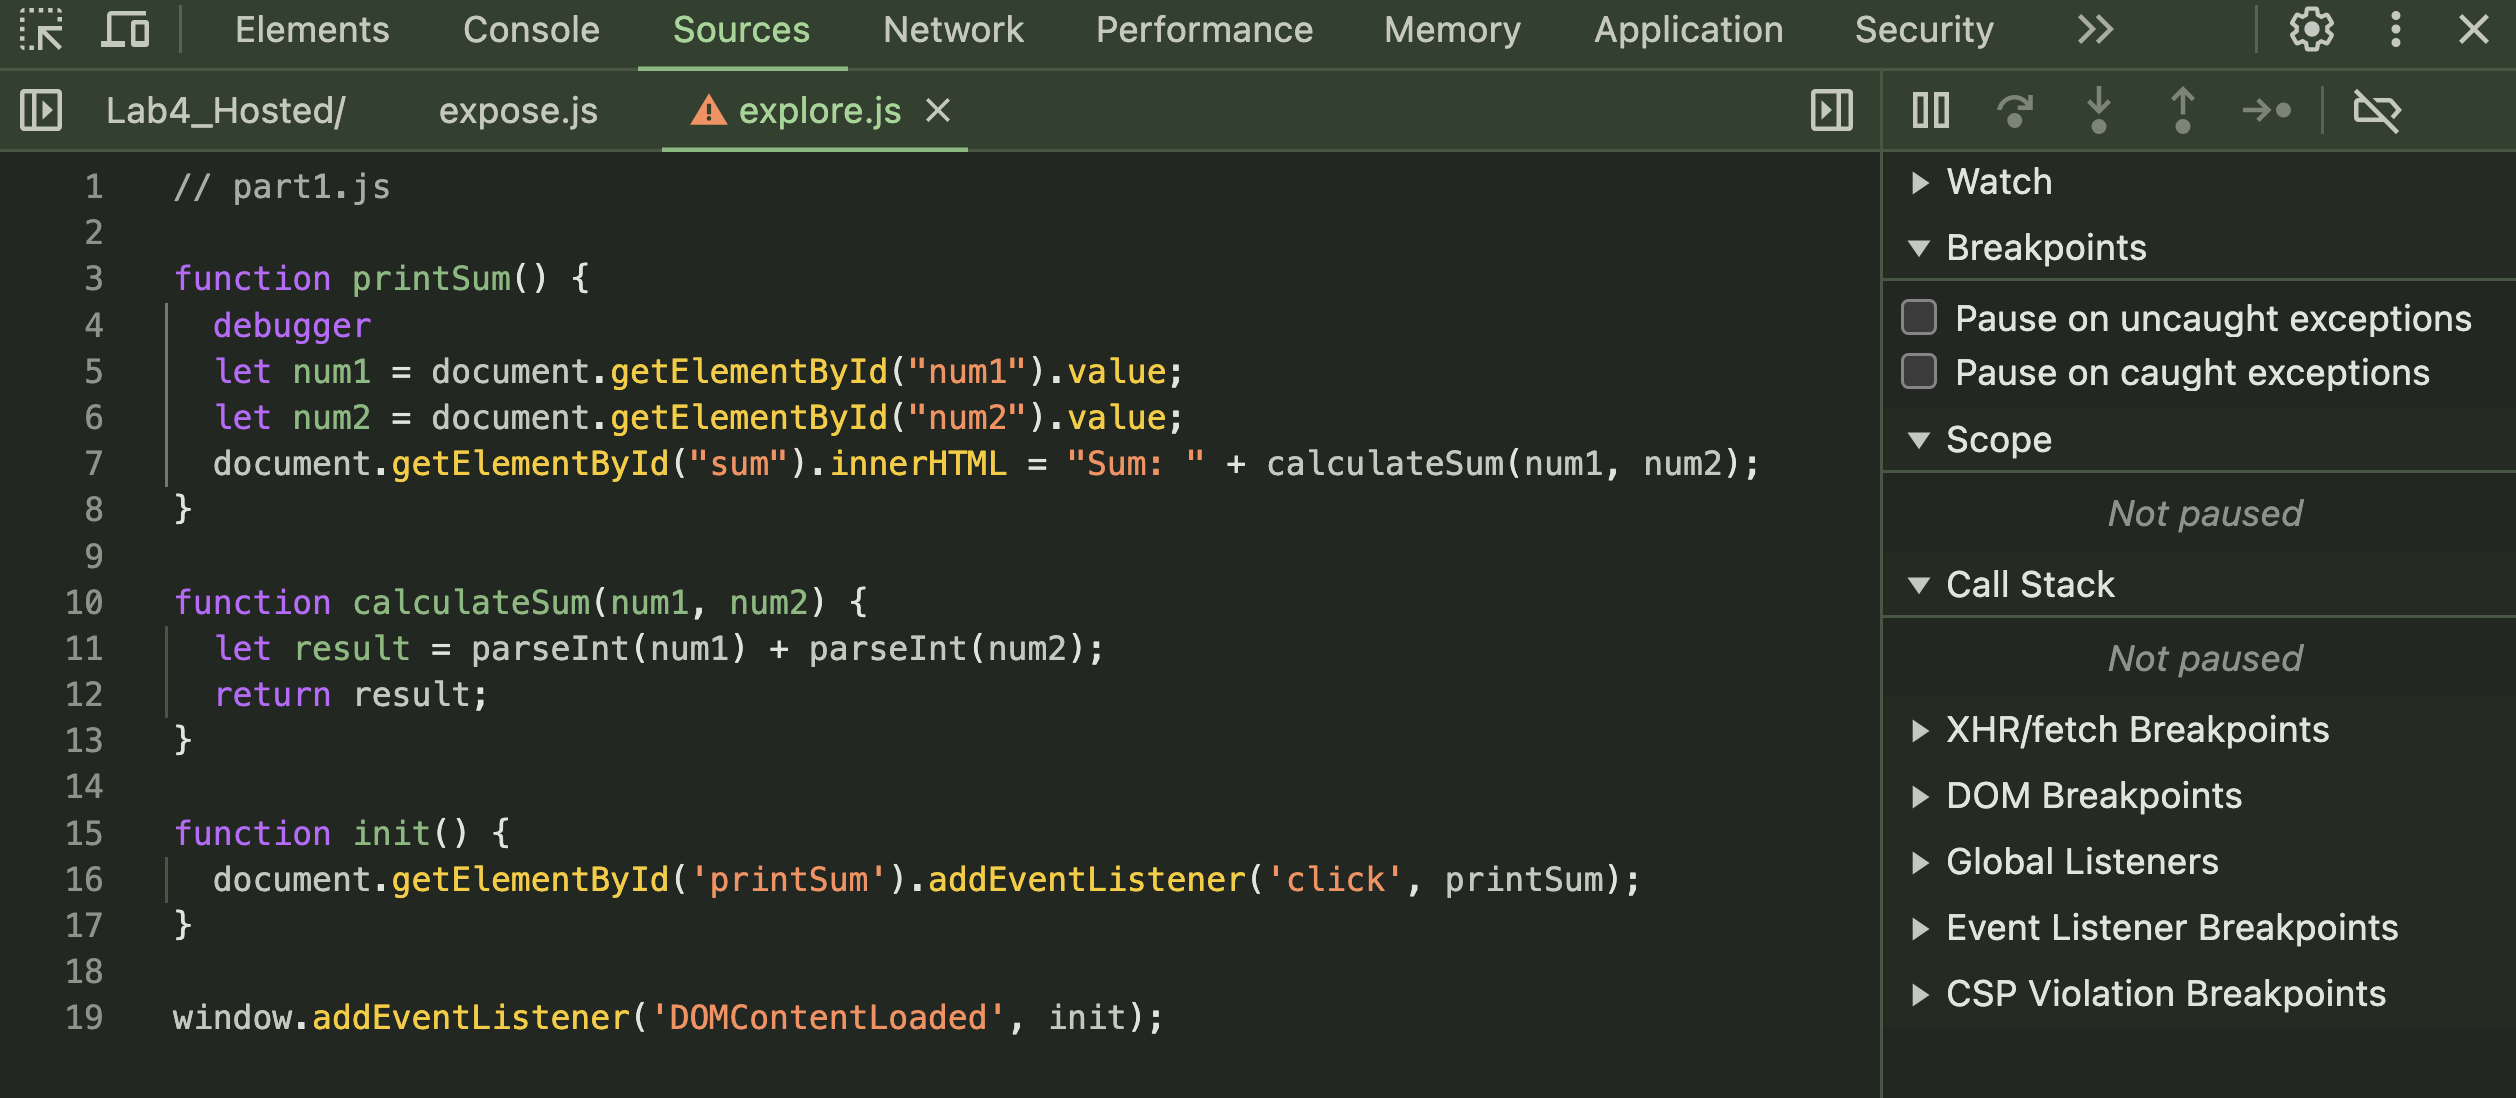 Elements Console Sources Network Performance Memory Application Security
Lab4_Hosted/ expose.js explore.js
1 // part1.js
2
3 function printSum() {
4   debugger
5   let num1 = document.getElementById("num1").value;
6   let num2 = document.getElementById("num2").value;
7   document.getElementById("sum").innerHTML = "Sum: " + calculateSum(num1, num2);
8 }
9
10 function calculateSum(num1, num2) {
11   let result = parseInt(num1) + parseInt(num2);
12   return result;
13 }
14
15 function init() {
16   document.getElementById('printSum').addEventListener('click', printSum);
17 }
18
19 window.addEventListener('DOMContentLoaded', init);
Watch
Breakpoints
Pause on uncaught exceptions
Pause on caught exceptions
Scope
Not paused
Call Stack
Not paused
XHR/fetch Breakpoints
DOM Breakpoints
Global Listeners
Event Listener Breakpoints
CSP Violation Breakpoints